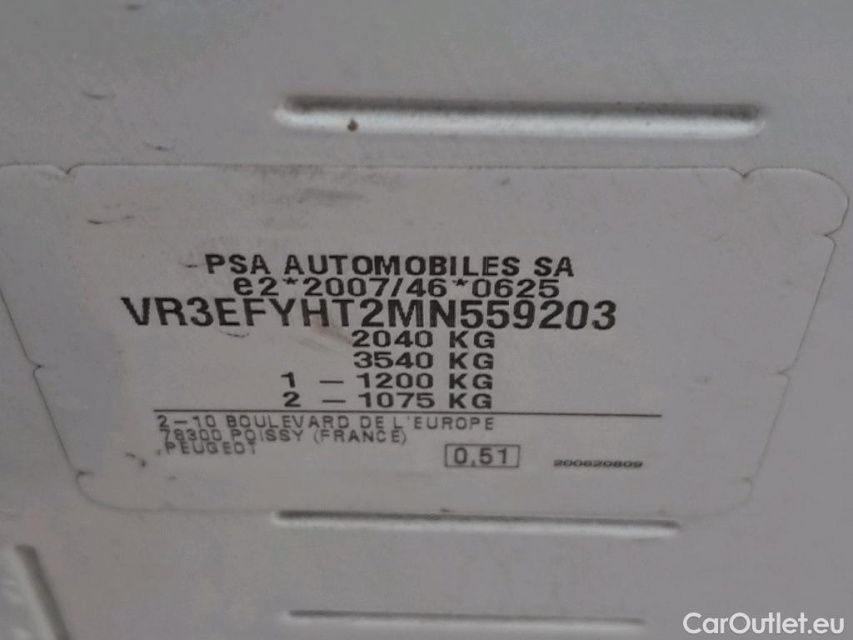 PSA AUTOMOBILES SA
e2*2007/46*0625
VR3EFYHT2MN559203
2040 KG
3540 KG
1 – 1200 KG
2 – 1075 KG
2–10 BOULEVARD DE L'EUROPE
78300 POISSY (FRANCE)
PEUGEOT
0,51
200620809
CarOutlet.eu